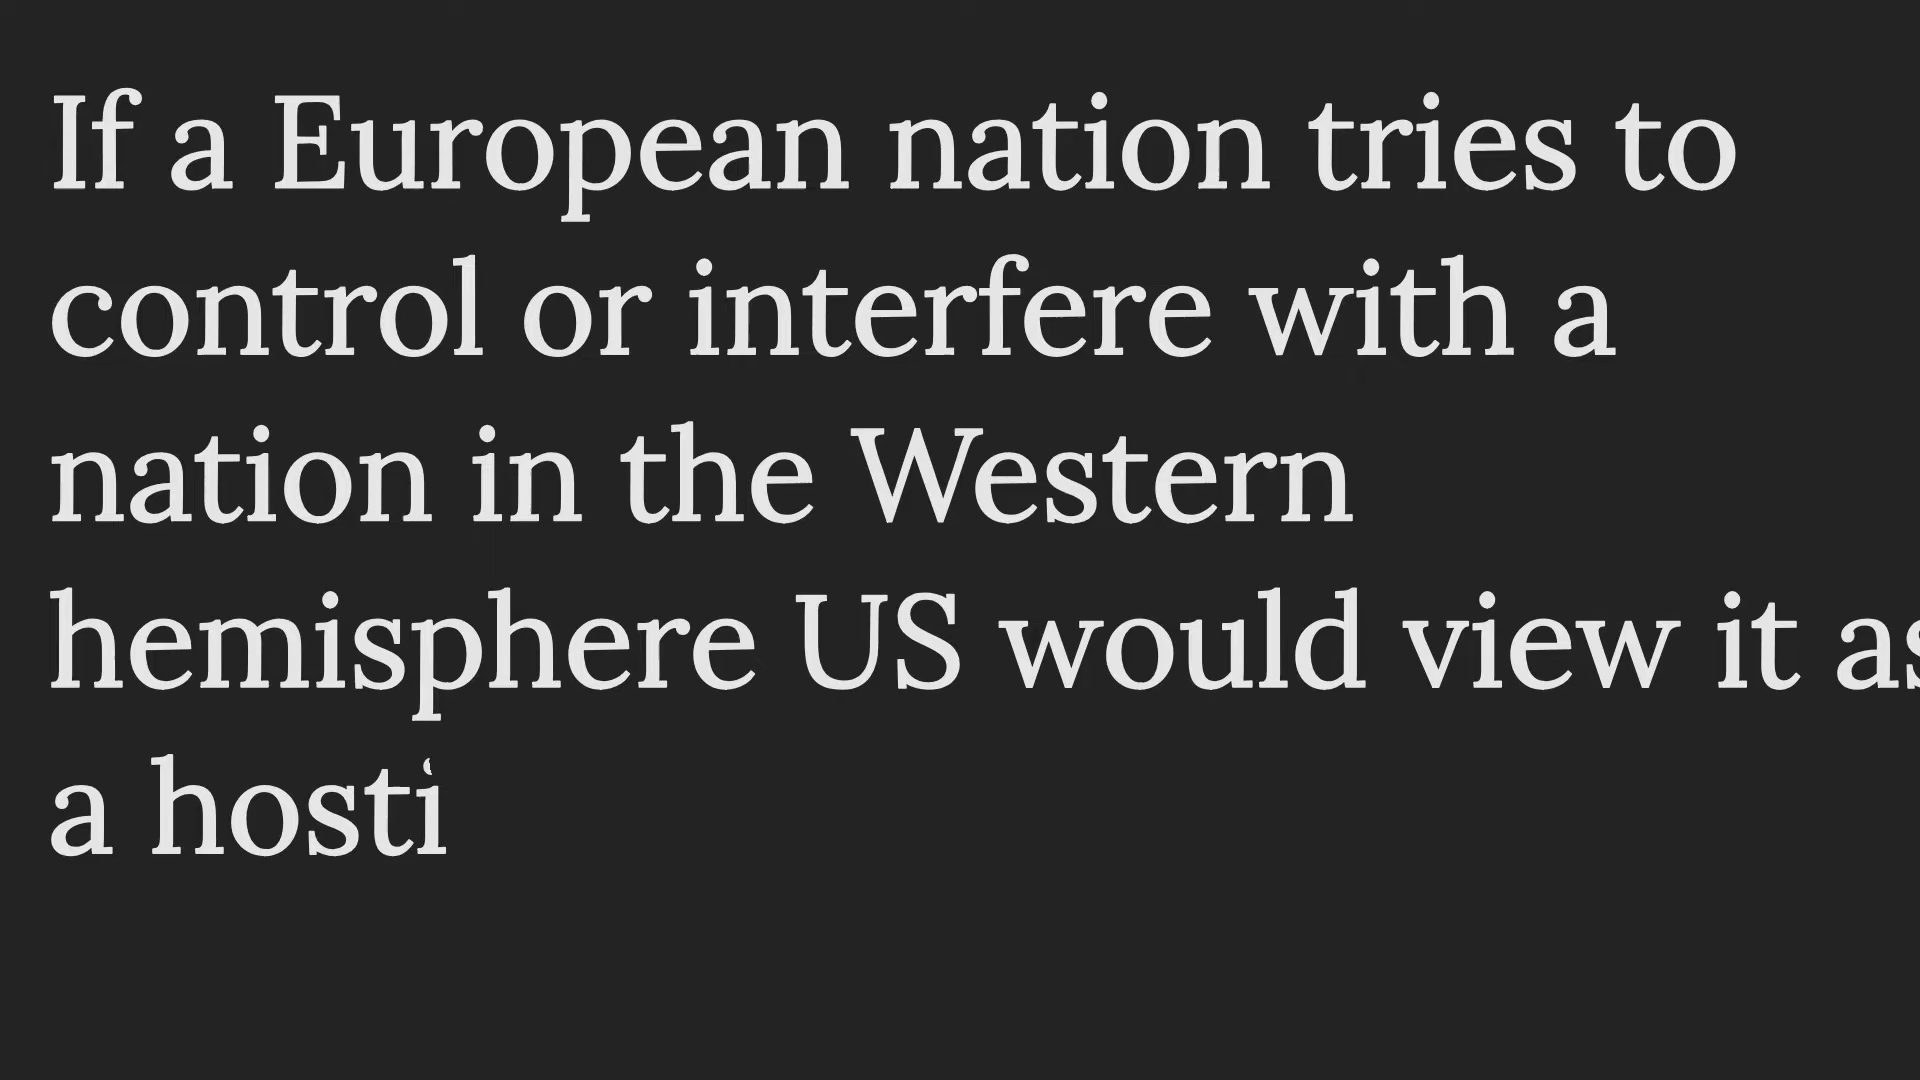 If a European nation tries to
control or interfere with a
nation in the Western
hemisphere US would view it as
a hosti